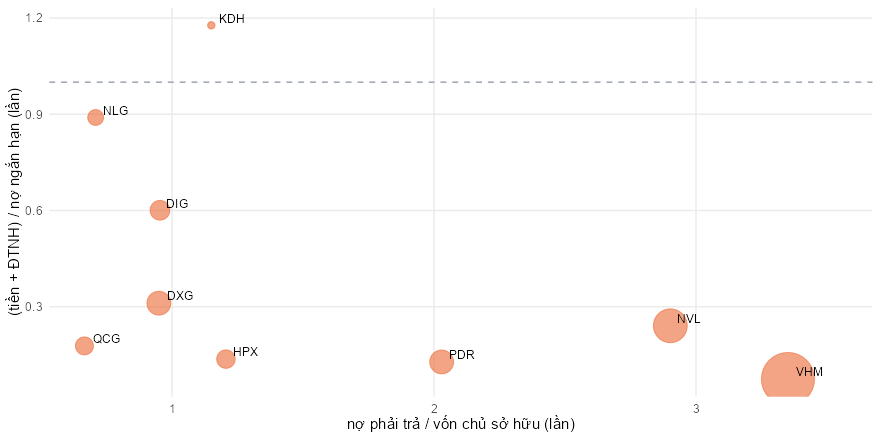 1.2
0.9
0.6
0.3
(tiền + ĐTNH) / nợ ngắn hạn (lần)
KDH
NLG
DIG
DXG
NVL
QCG
HPX
PDR
VHM
1
2
3
nợ phải trả / vốn chủ sở hữu (lần)